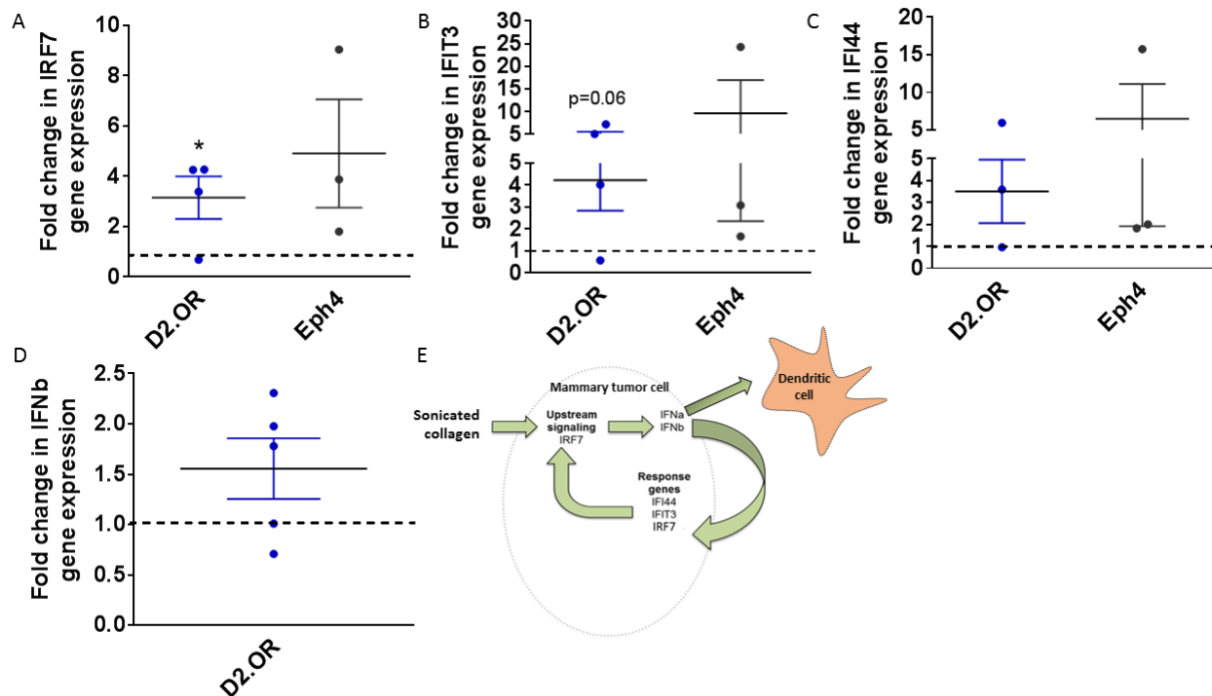 A
Fold change in IRF7
gene expression
10
8
6
4
2
0
*
D2.OR
Eph4
B
Fold change in IFIT3
gene expression
30
25
20
15
10
5
5
4
3
2
1
0
p=0.06
D2.OR
Eph4
C
Fold change in IFI44
gene expression
20
15
10
5
5
4
3
2
1
0
D2.OR
Eph4
D
Fold change in IFNb
gene expression
2.5
2.0
1.5
1.0
0.5
0.0
D2.OR
E
Mammary tumor cell
Sonicated
collagen
Upstream
signaling
IRF7
IFNa
IFNb
Dendritic
cell
Response
genes
IFI44
IFIT3
IRF7